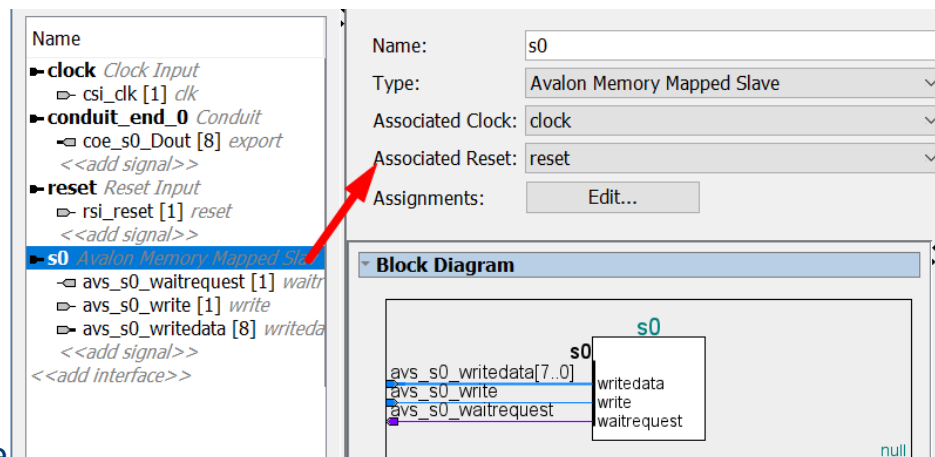 Name
clock Clock Input
csi_clk [1] clk
conduit_end_0 Conduit
coe_s0_Dout [8] export
<<add signal>>
reset Reset Input
rsi_reset [1] reset
<<add signal>>
s0 Avalon Memory Mapped Sla
avs_s0_waitrequest [1] waitr
avs_s0_write [1] write
avs_s0_writedata [8] writeda
<<add signal>>
<<add interface>>
Name: s0
Type: Avalon Memory Mapped Slave
Associated Clock: clock
Associated Reset: reset
Assignments: Edit...
Block Diagram
s0
s0
avs_s0_writedata[7..0] writedata
avs_s0_write write
avs_s0_waitrequest waitrequest
null